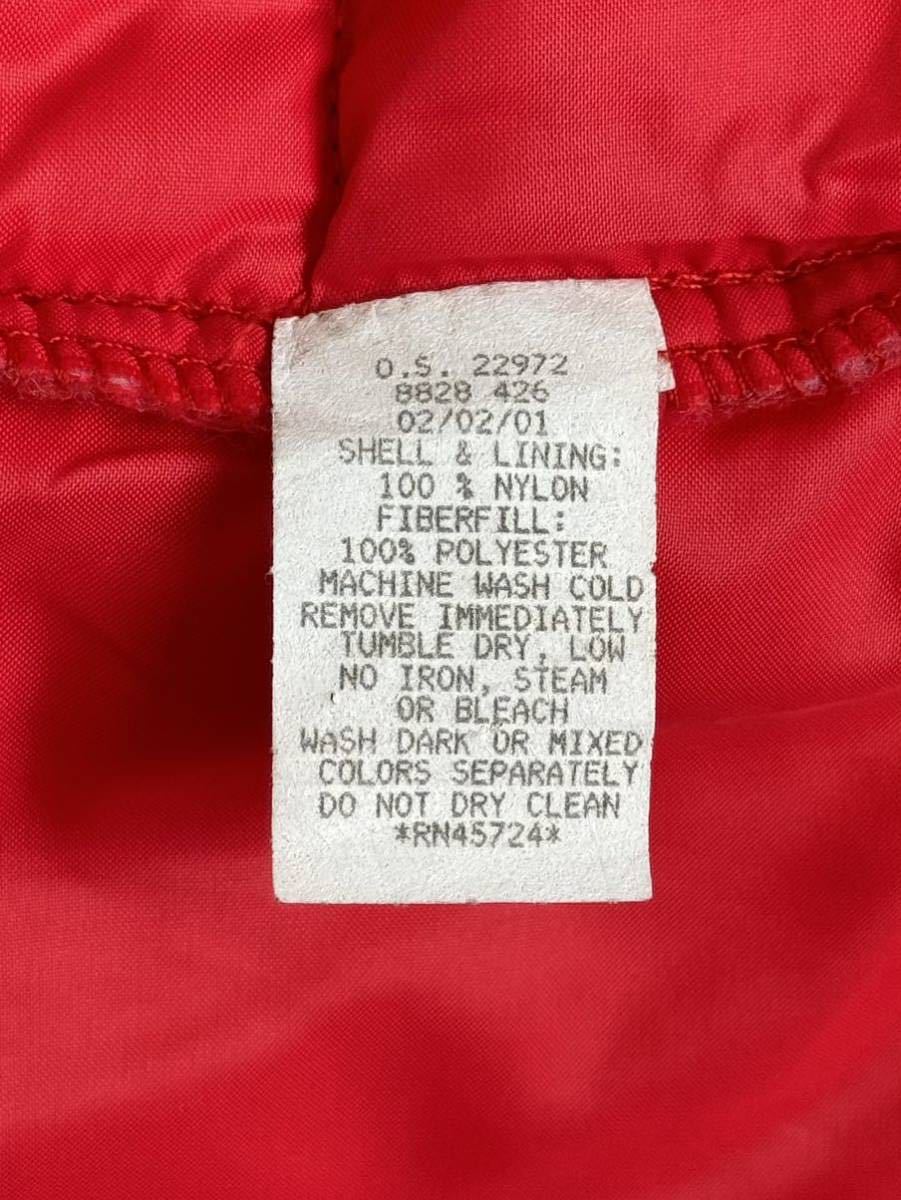 O.S. 22972
8828 426
02/02/01
SHELL & LINING:
100 % NYLON
FIBERFILL:
100% POLYESTER
MACHINE WASH COLD
REMOVE IMMEDIATELY
TUMBLE DRY, LOW
NO IRON, STEAM
OR BLEACH
WASH DARK OR MIXED
COLORS SEPARATELY
DO NOT DRY CLEAN
*RN45724*